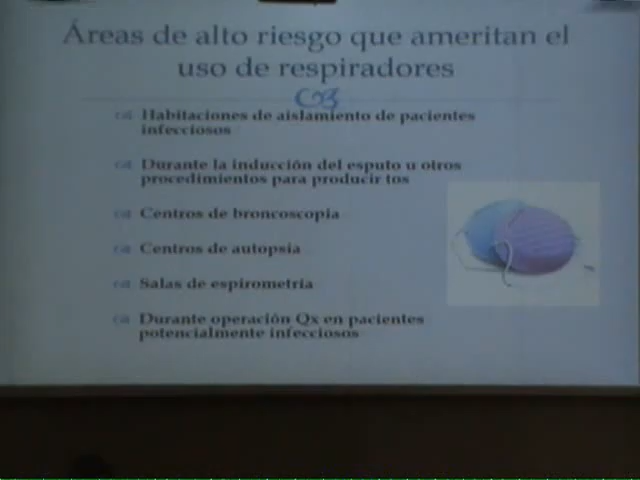 Áreas de alto riesgo que ameritan el
uso de respiradores
Habitaciones de aislamiento de pacientes
infecciosos
Durante la inducción del esputo u otros
procedimientos para producir tos
Centros de broncoscopia
Centros de autopsia
Salas de espirometría
Durante operación Qx en pacientes
potencialmente infecciosos